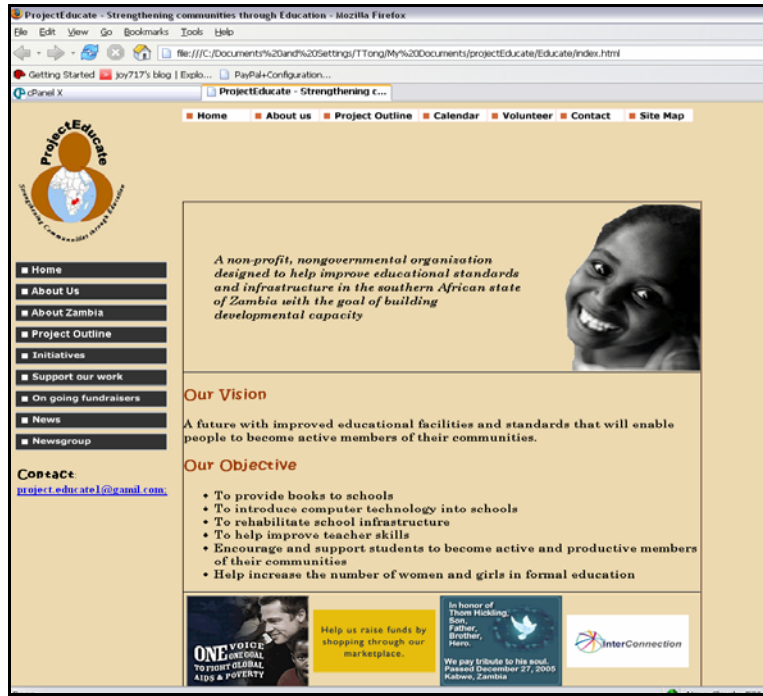 ProjectEducate - Strengthening communities through Education - Mozilla Firefox
File Edit View Go Bookmarks Tools Help
file:///C:/Documents%20and%20Settings/TTong/My%20Documents/projectEducate/Educate/index.html
Getting Started joy717's blog | Explo... PayPal+Configuration...
cPanel X ProjectEducate - Strengthening c...
Home About us Project Outline Calendar Volunteer Contact Site Map
ProjectEducate
Strengthening Communities through Education
A non-profit, nongovernmental organization
designed to help improve educational standards
and infrastructure in the southern African state
of Zambia with the goal of building
developmental capacity
Home
About Us
About Zambia
Project Outline
Initiatives
Support our work
On going fundraisers
News
Newsgroup
Contact:
project.educate1@gamil.com;
Our Vision
A future with improved educational facilities and standards that will enable
people to become active members of their communities.
Our Objective
• To provide books to schools
• To introduce computer technology into schools
• To rehabilitate school infrastructure
• To help improve teacher skills
• Encourage and support students to become active and productive members
of their communities
• Help increase the number of women and girls in formal education
ONE VOICE
ONE GOAL
TO FIGHT GLOBAL
AIDS & POVERTY
Help us raise funds by
shopping through our
marketplace.
In honor of
Thom Hickling,
Son,
Father,
Brother,
Hero.
We pay tribute to his soul.
Passed December 27, 2005
Kabwe, Zambia
InterConnection